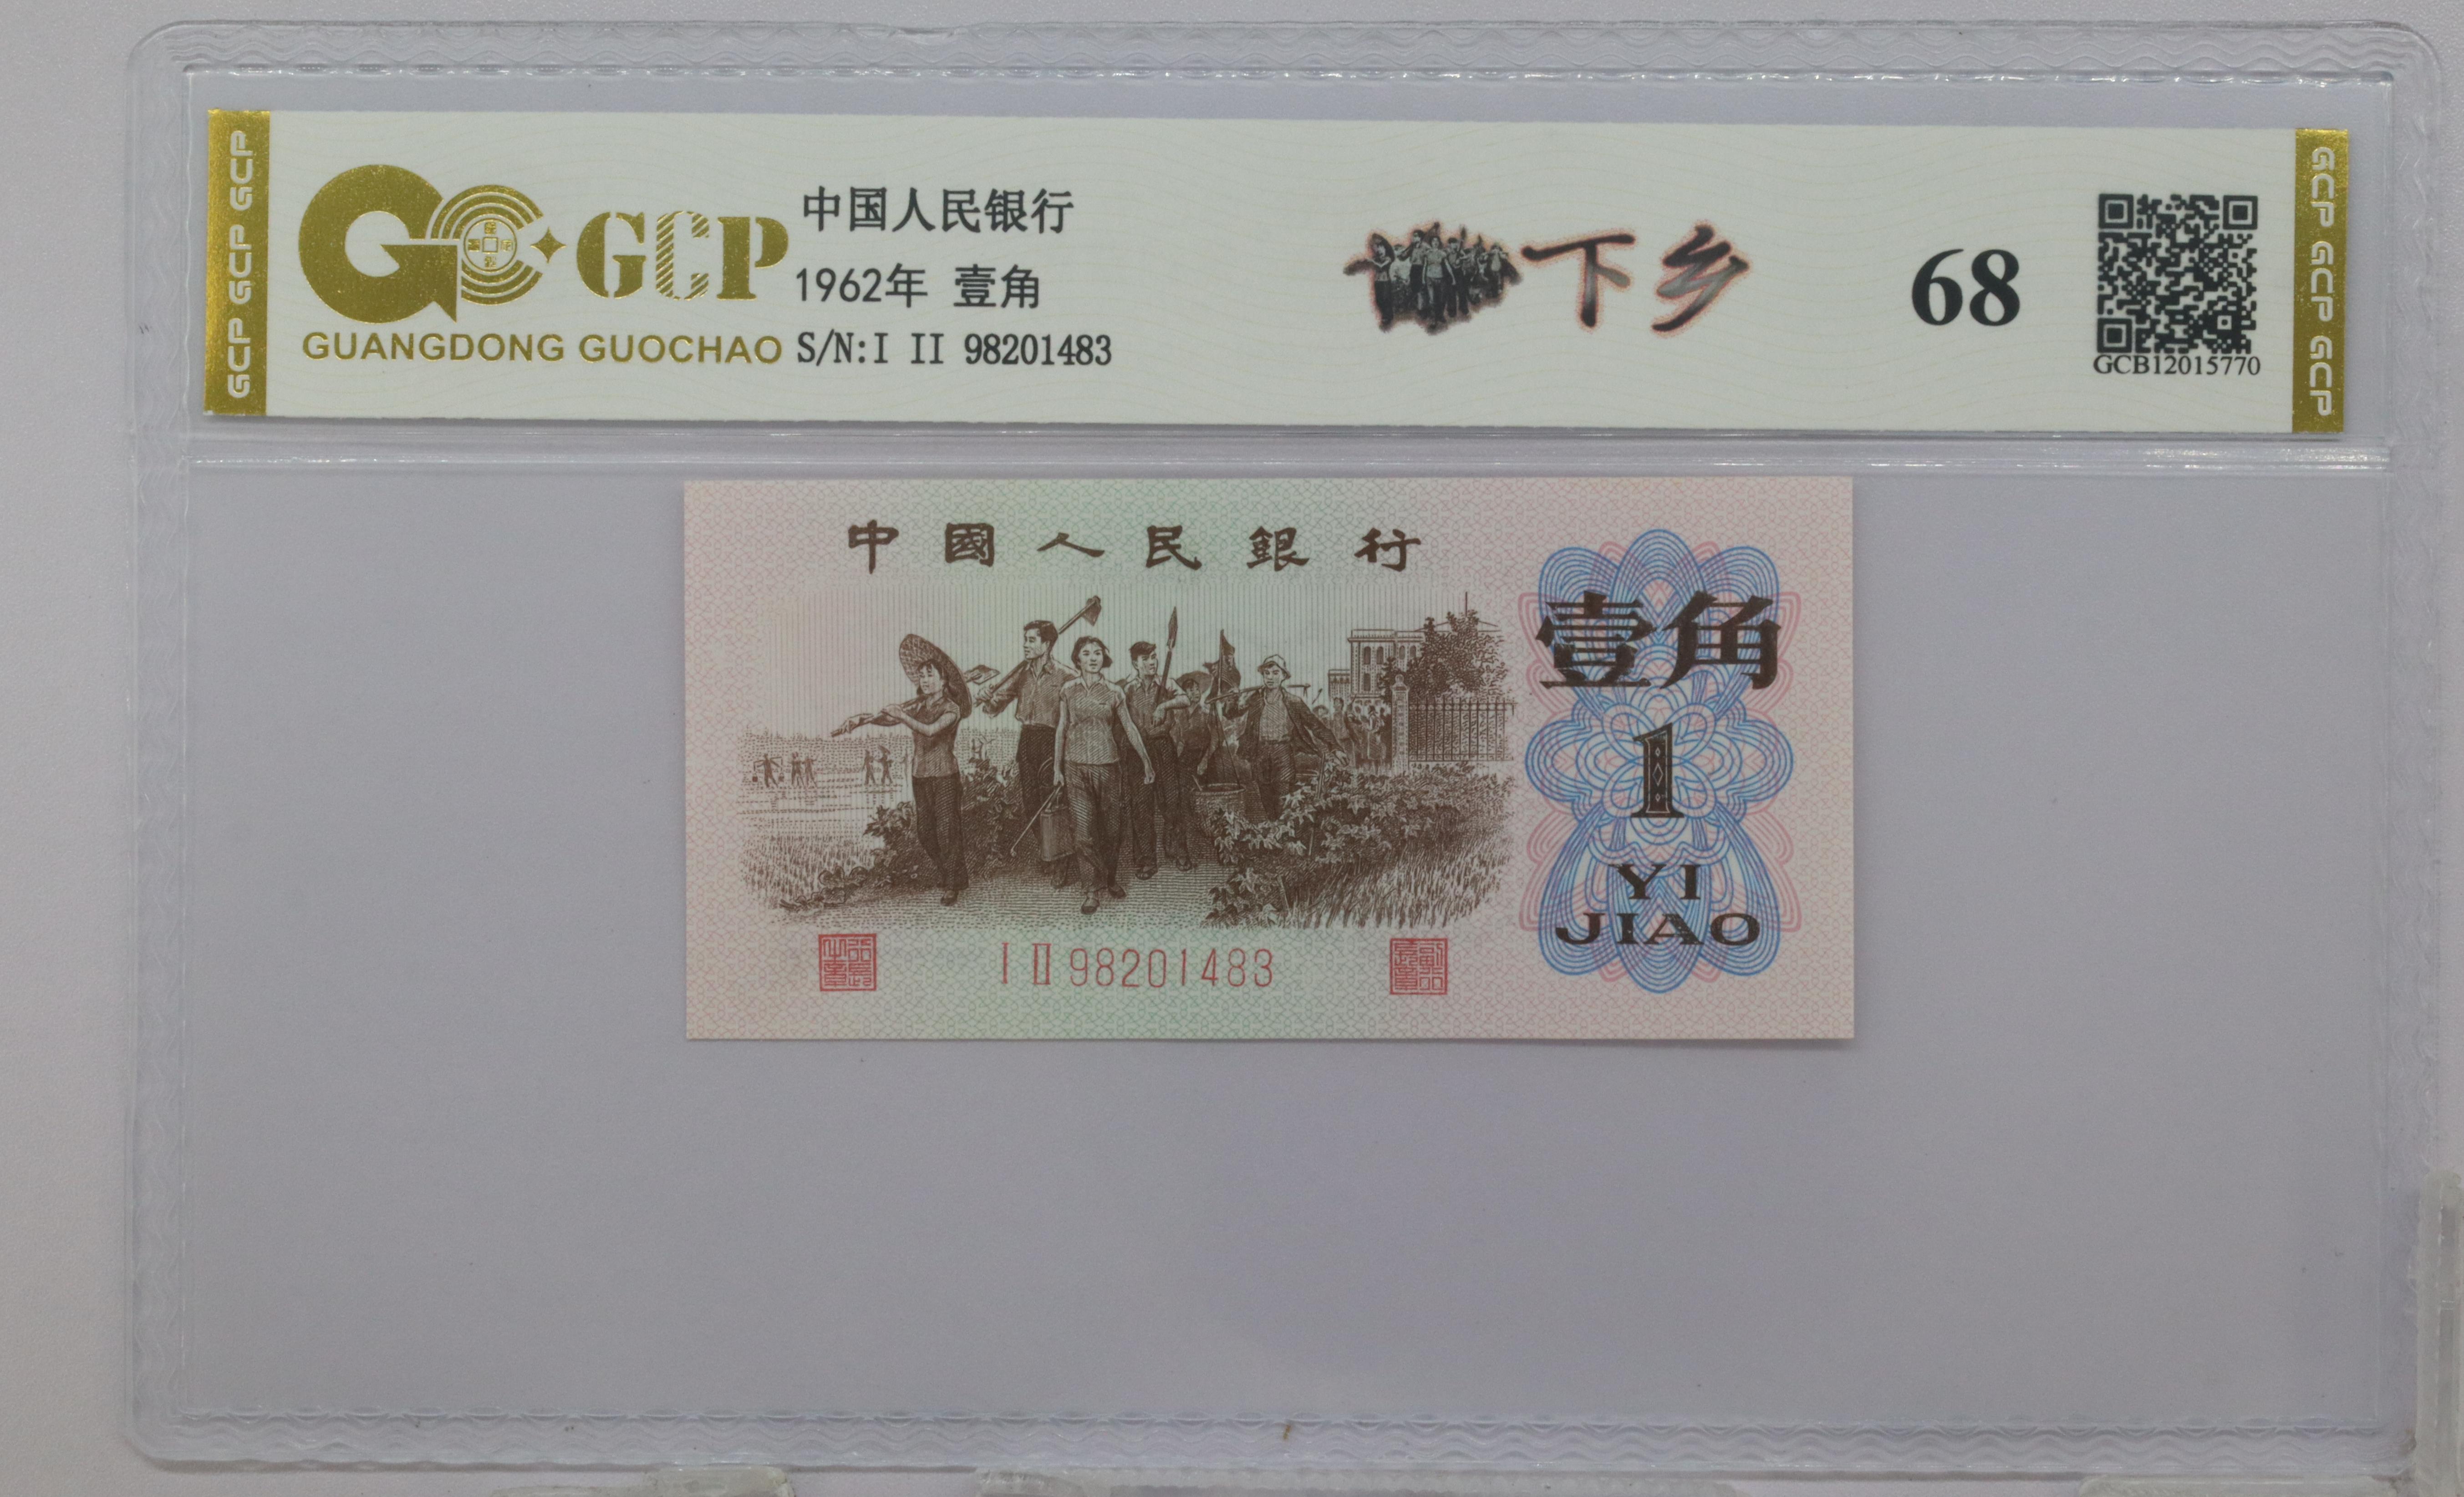 GCP GCP GCP
GCP
GUANGDONG GUOCHAO
中国人民银行
1962年 壹角
S/N:I II 98201483
下乡
68
GCB12015770
GCP GCP GCP
中國人民銀行
壹角
1
YI
JIAO
I II 98201483